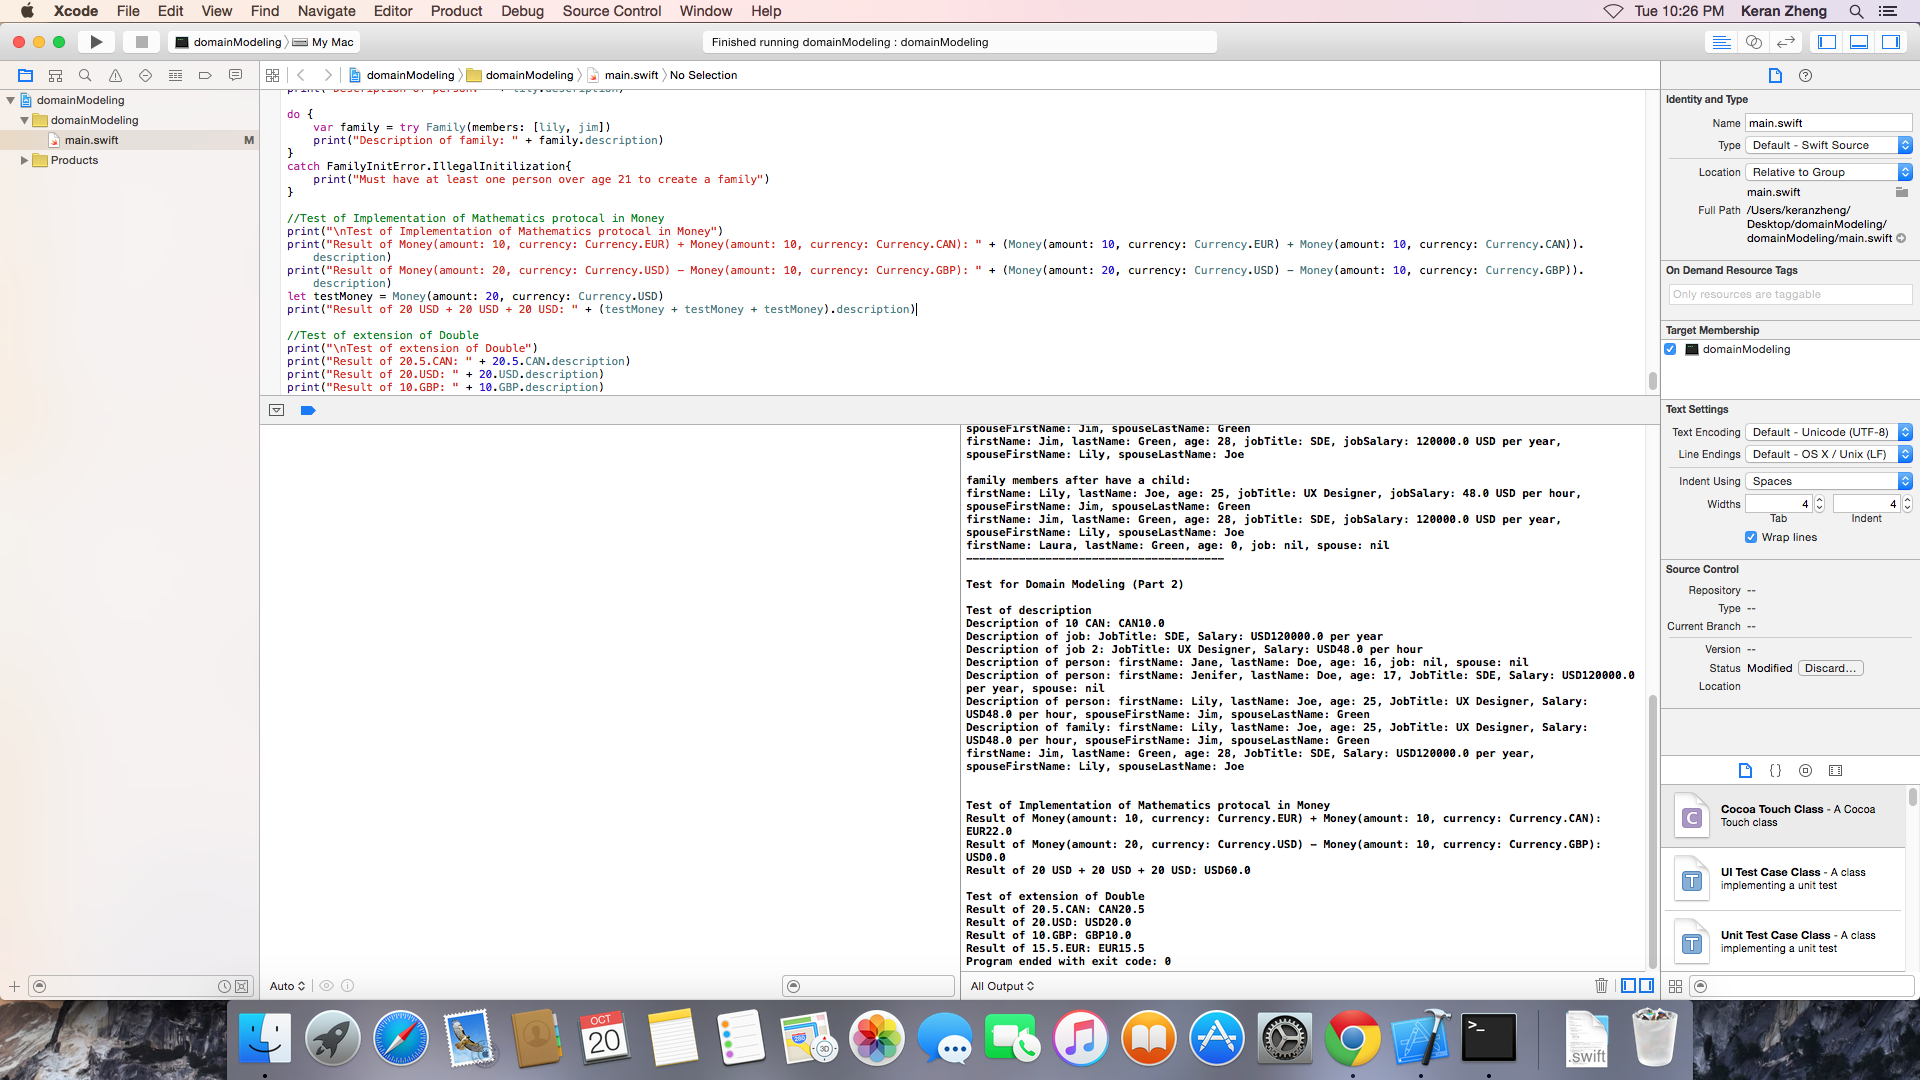 Xcode File Edit View Find Navigate Editor Product Debug Source Control Window Help Tue 10:26 PM Keran Zheng
domainModeling My Mac Finished running domainModeling : domainModeling
domainModeling domainModeling main.swift No Selection
domainModeling
domainModeling
main.swift M
Products
do {
var family = try Family(members: [lily, jim])
print("Description of family: " + family.description)
}
catch FamilyInitError.IllegalInitilization{
print("Must have at least one person over age 21 to create a family")
}
//Test of Implementation of Mathematics protocal in Money
print("\nTest of Implementation of Mathematics protocal in Money")
print("Result of Money(amount: 10, currency: Currency.EUR) + Money(amount: 10, currency: Currency.CAN): " + (Money(amount: 10, currency: Currency.EUR) + Money(amount: 10, currency: Currency.CAN)).
description)
print("Result of Money(amount: 20, currency: Currency.USD) − Money(amount: 10, currency: Currency.GBP): " + (Money(amount: 20, currency: Currency.USD) − Money(amount: 10, currency: Currency.GBP)).
description)
let testMoney = Money(amount: 20, currency: Currency.USD)
print("Result of 20 USD + 20 USD + 20 USD: " + (testMoney + testMoney + testMoney).description)
//Test of extension of Double
print("\nTest of extension of Double")
print("Result of 20.5.CAN: " + 20.5.CAN.description)
print("Result of 20.USD: " + 20.USD.description)
print("Result of 10.GBP: " + 10.GBP.description)
spouseFirstName: Jim, spouseLastName: Green
firstName: Jim, lastName: Green, age: 28, jobTitle: SDE, jobSalary: 120000.0 USD per year,
spouseFirstName: Lily, spouseLastName: Joe
family members after have a child:
firstName: Lily, lastName: Joe, age: 25, jobTitle: UX Designer, jobSalary: 48.0 USD per hour,
spouseFirstName: Jim, spouseLastName: Green
firstName: Jim, lastName: Green, age: 28, jobTitle: SDE, jobSalary: 120000.0 USD per year,
spouseFirstName: Lily, spouseLastName: Joe
firstName: Laura, lastName: Green, age: 0, job: nil, spouse: nil
---------------------------------------
Test for Domain Modeling (Part 2)
Test of description
Description of 10 CAN: CAN10.0
Description of job: JobTitle: SDE, Salary: USD120000.0 per year
Description of job 2: JobTitle: UX Designer, Salary: USD48.0 per hour
Description of person: firstName: Jane, lastName: Doe, age: 16, job: nil, spouse: nil
Description of person: firstName: Jenifer, lastName: Doe, age: 17, JobTitle: SDE, Salary: USD120000.0
per year, spouse: nil
Description of person: firstName: Lily, lastName: Joe, age: 25, JobTitle: UX Designer, Salary:
USD48.0 per hour, spouseFirstName: Jim, spouseLastName: Green
Description of family: firstName: Lily, lastName: Joe, age: 25, JobTitle: UX Designer, Salary:
USD48.0 per hour, spouseFirstName: Jim, spouseLastName: Green
firstName: Jim, lastName: Green, age: 28, JobTitle: SDE, Salary: USD120000.0 per year,
spouseFirstName: Lily, spouseLastName: Joe
Test of Implementation of Mathematics protocal in Money
Result of Money(amount: 10, currency: Currency.EUR) + Money(amount: 10, currency: Currency.CAN):
EUR22.0
Result of Money(amount: 20, currency: Currency.USD) − Money(amount: 10, currency: Currency.GBP):
USD0.0
Result of 20 USD + 20 USD + 20 USD: USD60.0
Test of extension of Double
Result of 20.5.CAN: CAN20.5
Result of 20.USD: USD20.0
Result of 10.GBP: GBP10.0
Result of 15.5.EUR: EUR15.5
Program ended with exit code: 0
Auto
All Output
Identity and Type
Name main.swift
Type Default - Swift Source
Location Relative to Group
main.swift
Full Path /Users/keranzheng/
Desktop/domainModeling/
domainModeling/main.swift
On Demand Resource Tags
Only resources are taggable
Target Membership
domainModeling
Text Settings
Text Encoding Default - Unicode (UTF-8)
Line Endings Default - OS X / Unix (LF)
Indent Using Spaces
Widths 4 4
Tab Indent
Wrap lines
Source Control
Repository --
Type --
Current Branch --
Version --
Status Modified Discard...
Location
Cocoa Touch Class - A Cocoa
Touch class
UI Test Case Class - A class
implementing a unit test
Unit Test Case Class - A class
implementing a unit test
OCT
20
280
3D
>_
.swift